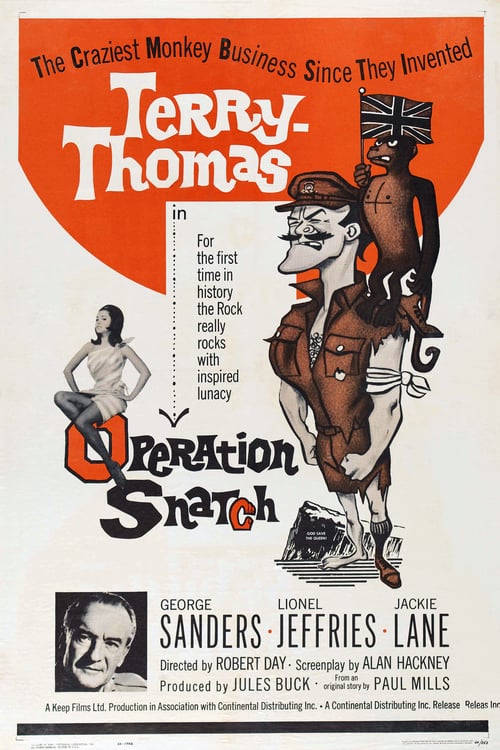 The Craziest Monkey Business Since They Invented
Terry-
Thomas
in
For
the first
time in
history
the Rock
really
rocks
with
inspired
lunacy
Operation
Snatch
GOD SAVE
THE QUEEN!
GEORGE LIONEL JACKIE
SANDERS · JEFFRIES · LANE
Directed by ROBERT DAY · Screenplay by ALAN HACKNEY
Produced by JULES BUCK · From an original story by PAUL MILLS
A Keep Films Ltd. Production in Association with Continental Distributing Inc. • A Continental Distributing Inc. Release Releas Inc